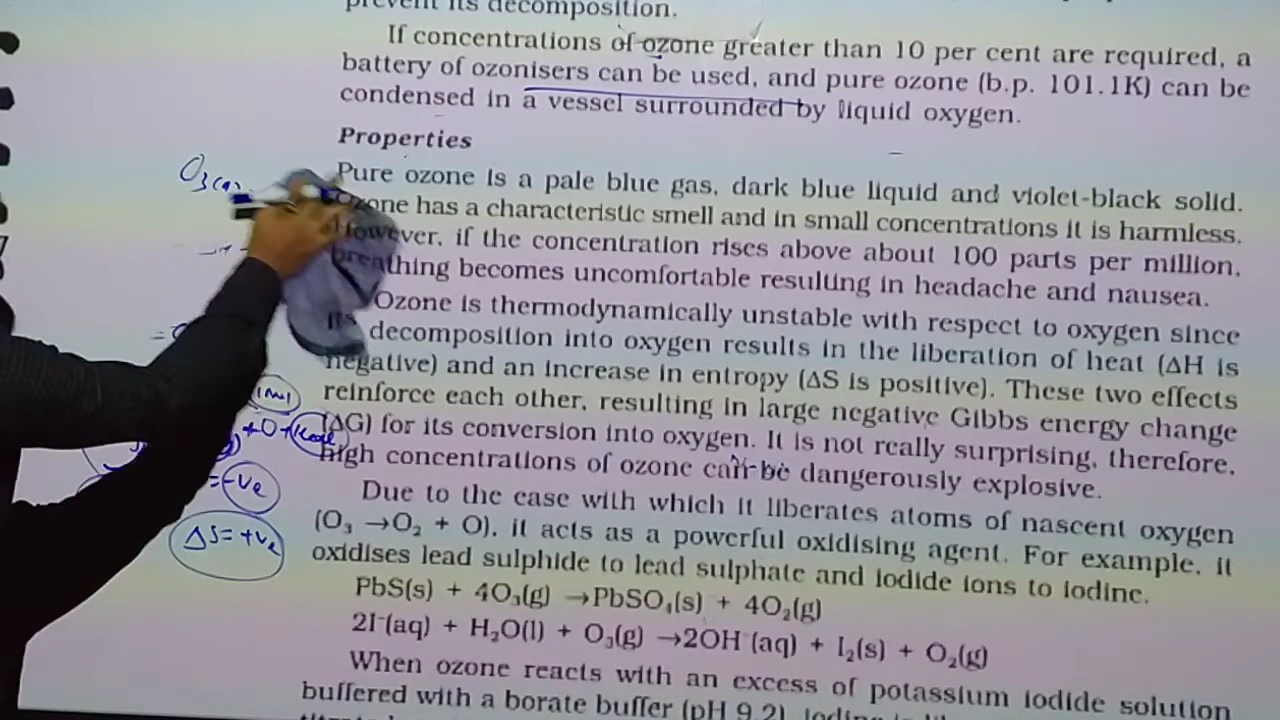 prevent its decomposition.
If concentrations of ozone greater than 10 per cent are required, a
battery of ozonisers can be used, and pure ozone (b.p. 101.1K) can be
condensed in a vessel surrounded by liquid oxygen.
Properties
Pure ozone is a pale blue gas, dark blue liquid and violet-black solid.
Ozone has a characteristic smell and in small concentrations it is harmless.
However, if the concentration rises above about 100 parts per million,
breathing becomes uncomfortable resulting in headache and nausea.
Ozone is thermodynamically unstable with respect to oxygen since
its decomposition into oxygen results in the liberation of heat (ΔH is
negative) and an increase in entropy (ΔS is positive). These two effects
reinforce each other, resulting in large negative Gibbs energy change
(ΔG) for its conversion into oxygen. It is not really surprising, therefore,
high concentrations of ozone can be dangerously explosive.
Due to the ease with which it liberates atoms of nascent oxygen
(O₃ →O₂ + O), it acts as a powerful oxidising agent. For example, it
oxidises lead sulphide to lead sulphate and iodide ions to iodine.
PbS(s) + 4O₃(g) →PbSO₄(s) + 4O₂(g)
2I⁻(aq) + H₂O(l) + O₃(g) →2OH⁻(aq) + I₂(s) + O₂(g)
When ozone reacts with an excess of potassium iodide solution
buffered with a borate buffer (pH 9.2), iodine is
O₃
=-ve
ΔS=+ve